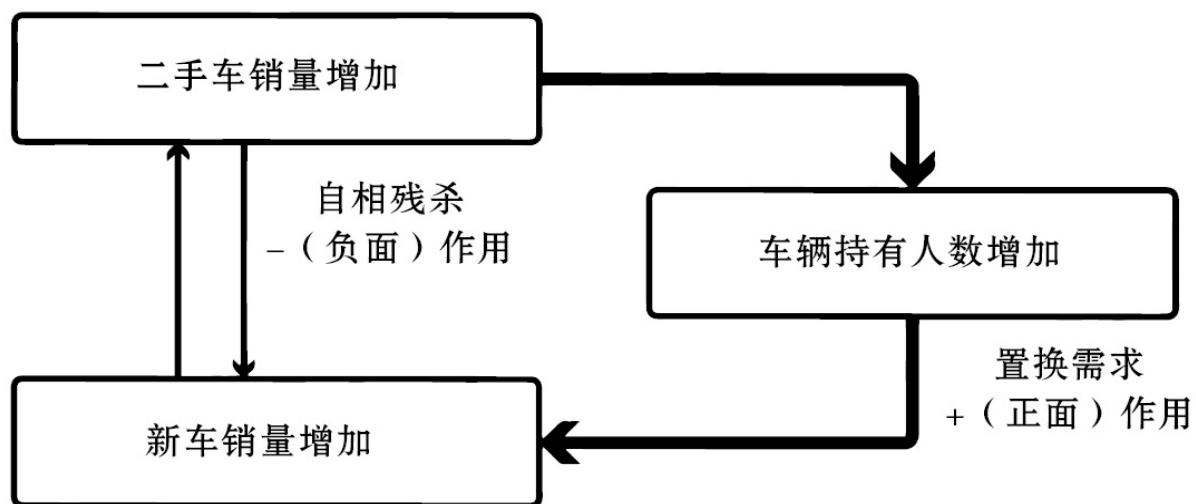 二手车销量增加
自相残杀
–（负面）作用
车辆持有人数增加
置换需求
+（正面）作用
新车销量增加